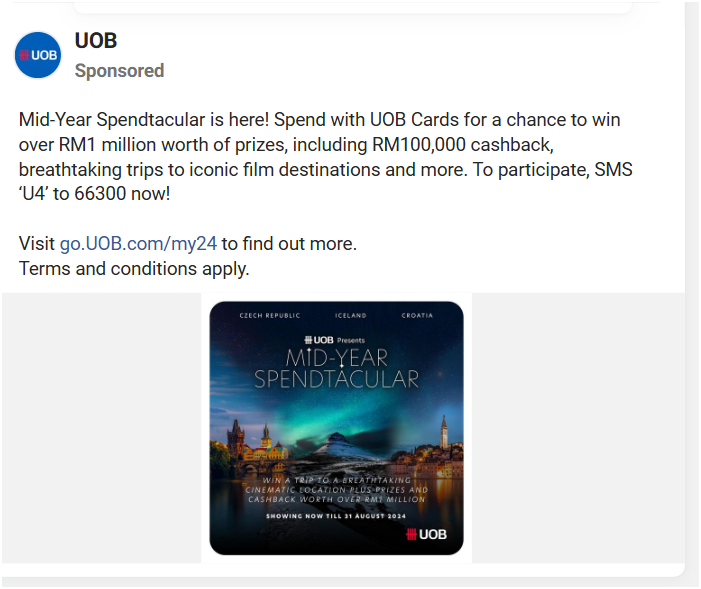 UOB
UOB
Sponsored
Mid-Year Spendtacular is here! Spend with UOB Cards for a chance to win
over RM1 million worth of prizes, including RM100,000 cashback,
breathtaking trips to iconic film destinations and more. To participate, SMS
‘U4’ to 66300 now!
Visit go.UOB.com/my24 to find out more.
Terms and conditions apply.
CZECH REPUBLIC ICELAND CROATIA
UOB Presents
MID-YEAR
SPENDTACULAR
WIN A TRIP TO A BREATHTAKING
CINEMATIC LOCATION PLUS PRIZES AND
CASHBACK WORTH OVER RM1 MILLION
SHOWING NOW TILL 31 AUGUST 2024
UOB